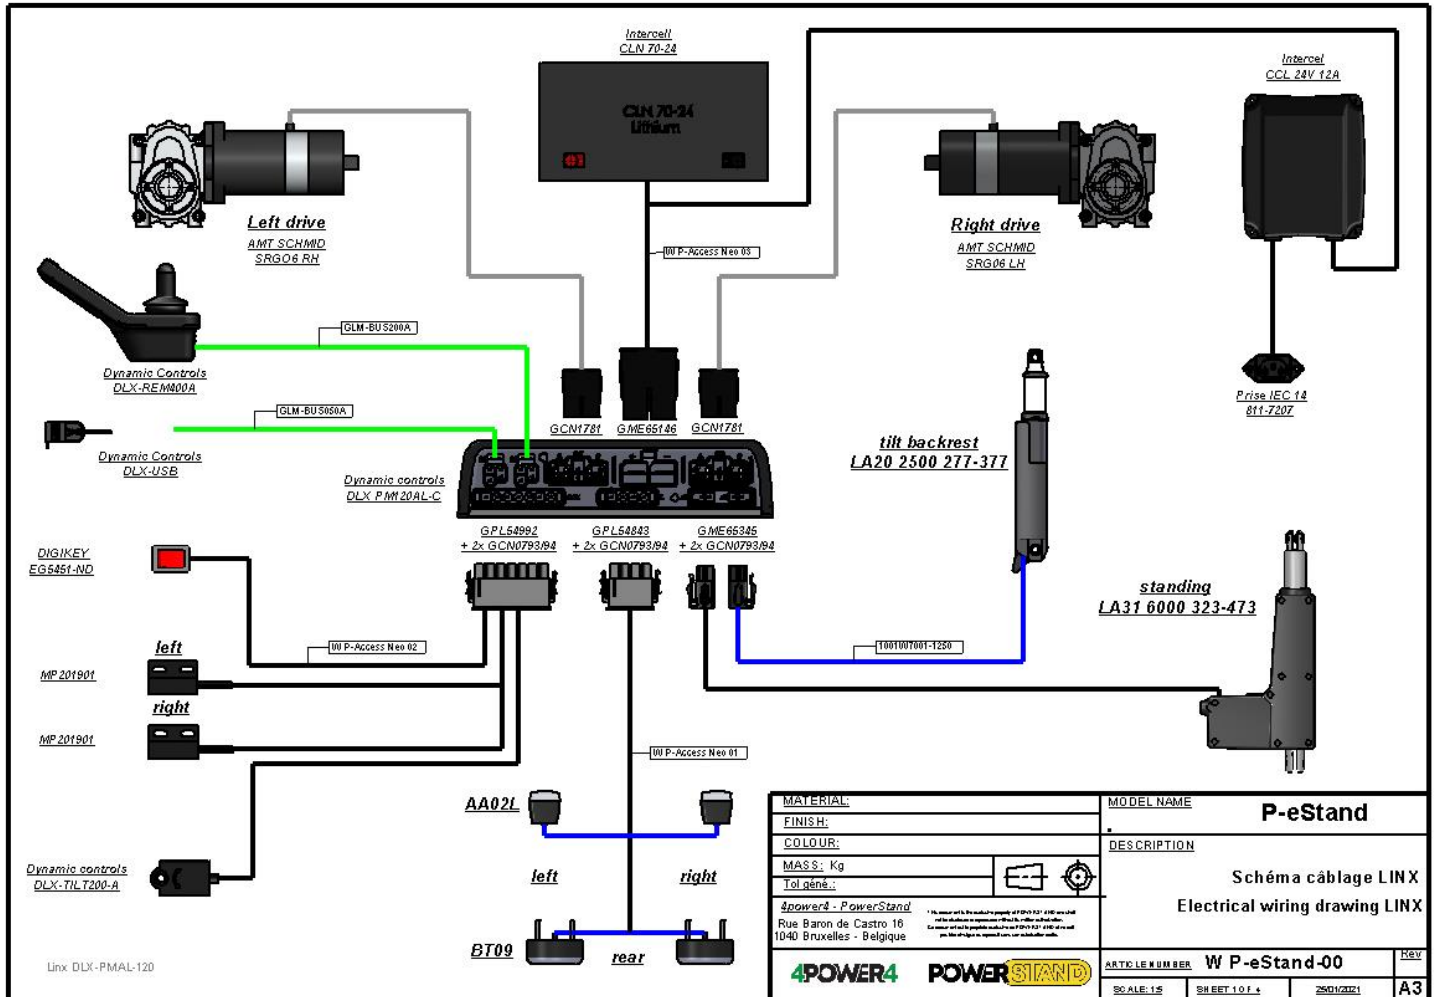 Intercell
CLN 70-24
Intercel
CCL 24V 12A
CLN 70-24
Lithium
Left drive
AMT SCHMID
SRGO6 RH
Right drive
AMT SCHMID
SRG06 LH
W P-Access Neo 03
GLM-BUS200A
Dynamic Controls
DLX-REM400A
Prise IEC 14
811-7207
GLM-BUS050A
GCN1781
GME65146
GCN1781
Dynamic Controls
DLX-USB
tilt backrest
LA20 2500 277-377
Dynamic controls
DLX PM120AL-C
GPL54992
+ 2x GCN0793/94
GPL54843
+ 2x GCN0793/94
GME65345
+ 2x GCN0793/94
DIGIKEY
EG5451-ND
standing
LA31 6000 323-473
W P-Access Neo 02
1001W7001-1250
left
MP201901
right
MP201901
W P-Access Neo 01
AA02L
Dynamic controls
DLX-TILT200-A
left
right
BT09
rear
Linx DLX-PMAL-120
MATERIAL:
FINISH:
COLOUR:
MASS: Kg
Tol géné.:
4power4 - PowerStand
Rue Baron de Castro 16
1040 Bruxelles - Belgique
MODEL NAME
P-eStand
.
DESCRIPTION
Schéma câblage LINX
Electrical wiring drawing LINX
4POWER4
POWERSTAND
ARTICLE NUMBER
W P-eStand-00
Rev
SCALE:1:5
SHEET 1 OF 4
25/01/2021
A3